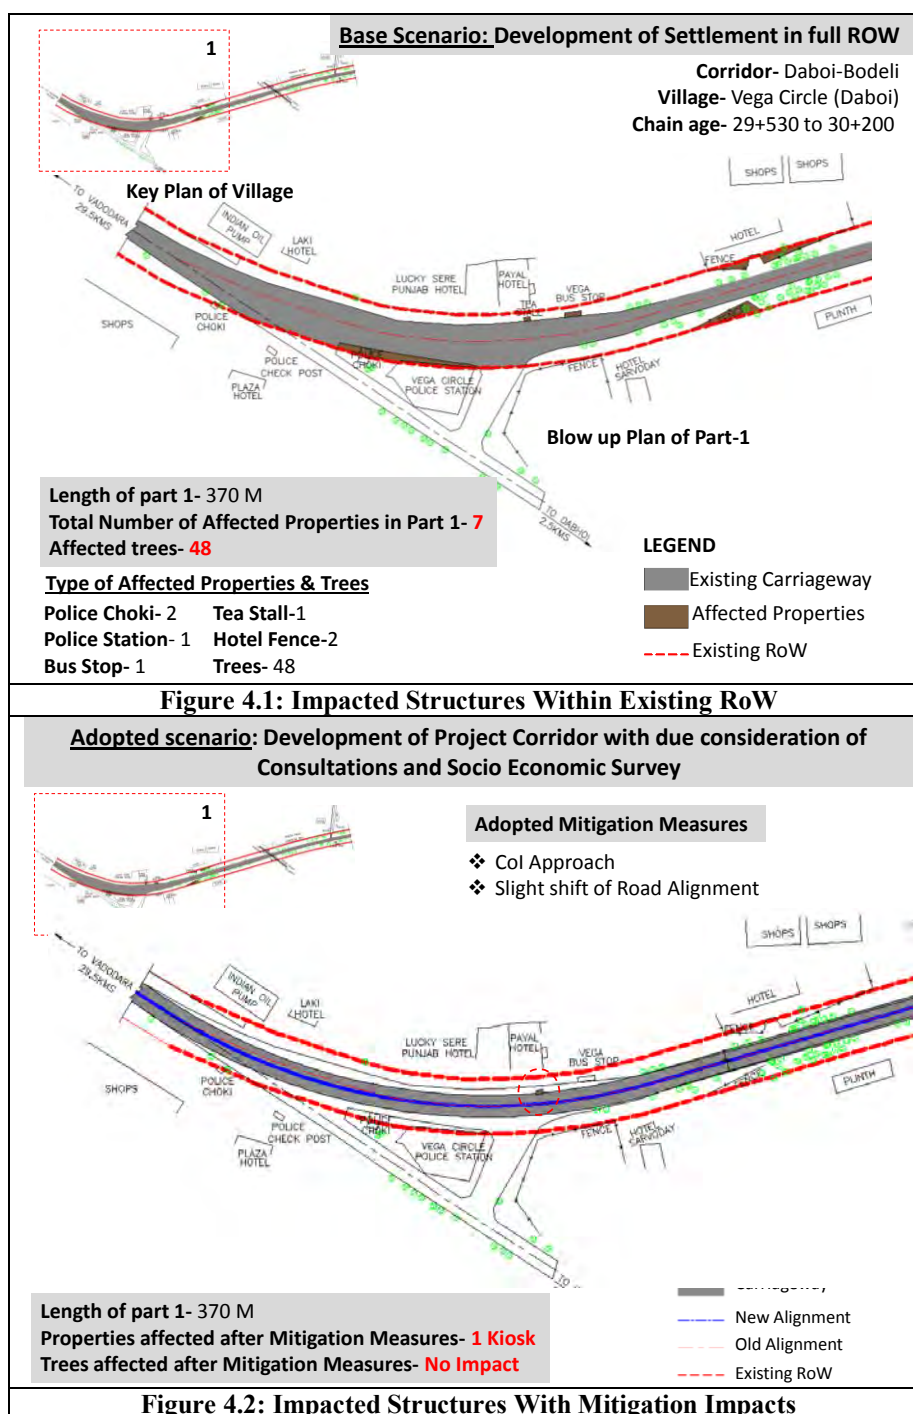 Base Scenario: Development of Settlement in full ROW
1
Corridor- Daboi-Bodeli
Village- Vega Circle (Daboi)
Chain age- 29+530 to 30+200
Key Plan of Village
TO VADODARA
29.5KMS
INDIAN OIL
PUMP
LAKI
HOTEL
SHOPS
SHOPS
HOTEL
FENCE
LUCKY SERE
PUNJAB HOTEL
PAYAL
HOTEL
VEGA
BUS STOP
TEA
STALL
PLINTH
SHOPS
POLICE
CHOKI
POLICE
CHECK POST
POLICE
CHOKI
PLAZA
HOTEL
VEGA CIRCLE
POLICE STATION
FENCE
HOTEL
SARVODAY
Blow up Plan of Part-1
TO DABHOI
2.5KMS
Length of part 1- 370 M
Total Number of Affected Properties in Part 1- 7
Affected trees- 48
Type of Affected Properties & Trees
Police Choki- 2 Tea Stall-1
Police Station- 1 Hotel Fence-2
Bus Stop- 1 Trees- 48
LEGEND
Existing Carriageway
Affected Properties
Existing RoW
Figure 4.1: Impacted Structures Within Existing RoW
Adopted scenario: Development of Project Corridor with due consideration of
Consultations and Socio Economic Survey
1
Adopted Mitigation Measures
❖ CoI Approach
❖ Slight shift of Road Alignment
TO VADODARA
29.5KMS
INDIAN OIL
PUMP
LAKI
HOTEL
SHOPS
SHOPS
HOTEL
FENCE
LUCKY SERE
PUNJAB HOTEL
PAYAL
HOTEL
VEGA
BUS STOP
PLINTH
SHOPS
POLICE
CHOKI
POLICE
CHECK POST
POLICE
CHOKI
PLAZA
HOTEL
VEGA CIRCLE
POLICE STATION
FENCE
FENCE
HOTEL
SARVODAY
TO
Length of part 1- 370 M
Properties affected after Mitigation Measures- 1 Kiosk
Trees affected after Mitigation Measures- No Impact
Carriageway
New Alignment
Old Alignment
Existing RoW
Figure 4.2: Impacted Structures With Mitigation Impacts